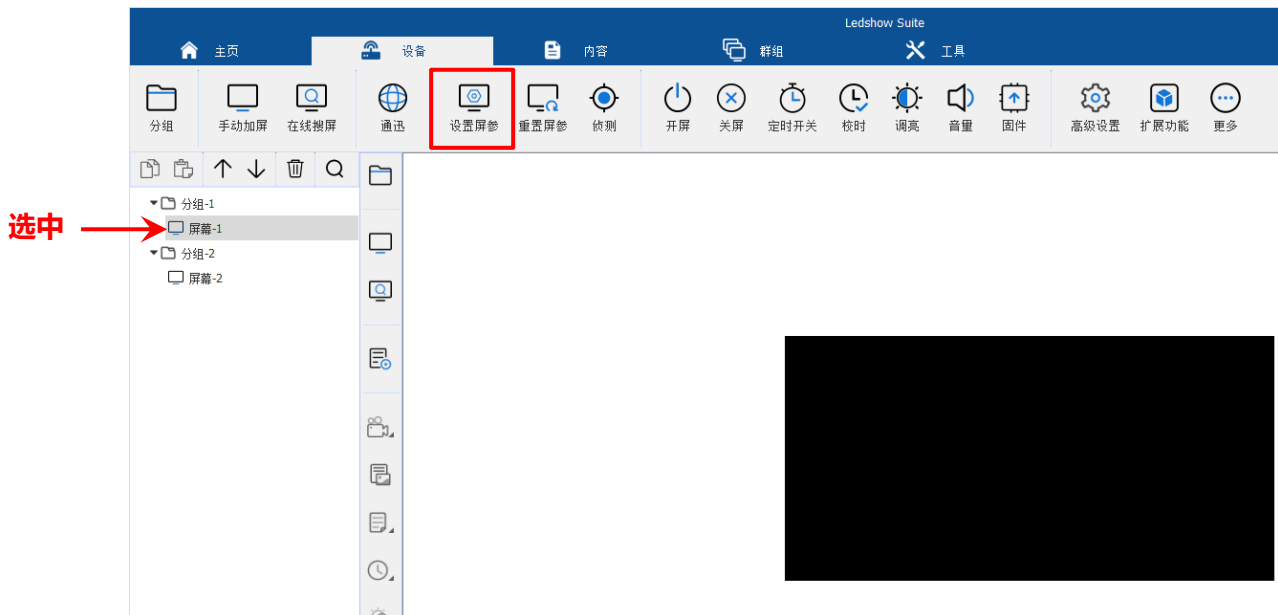 Ledshow Suite
主页
设备
内容
群组
工具
分组
手动加屏
在线搜屏
通迅
设置屏参
重置屏参
侦测
开屏
关屏
定时开关
校时
调亮
音量
固件
高级设置
扩展功能
更多
分组-1
选中
屏幕-1
分组-2
屏幕-2